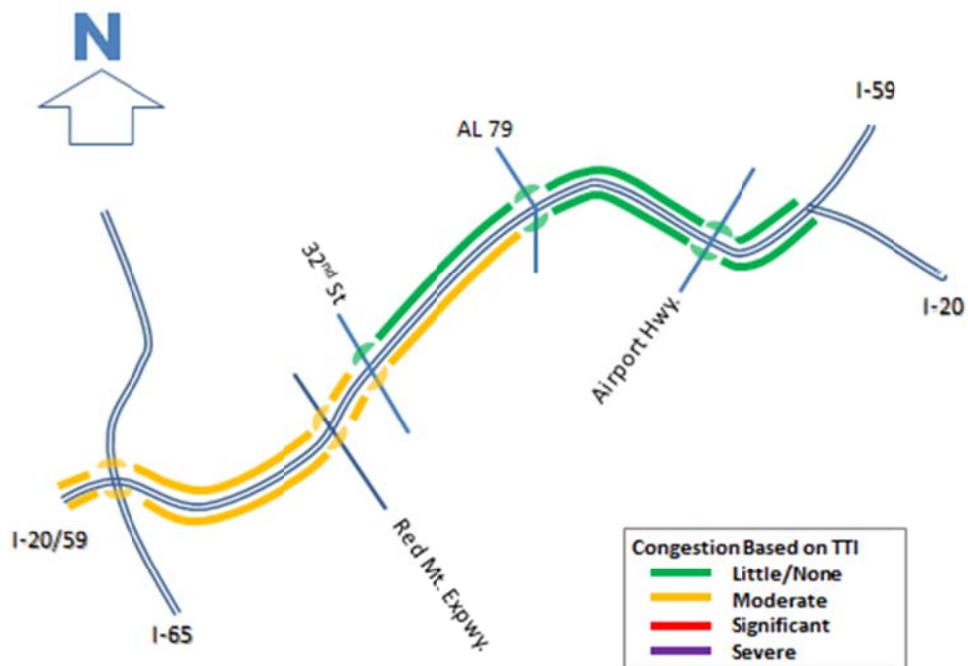 N
I-59
AL 79
32nd St
I-20
Airport Hwy.
I-20/59
Red Mt. Expwy.
I-65
Congestion Based on TTI
Little/None
Moderate
Significant
Severe